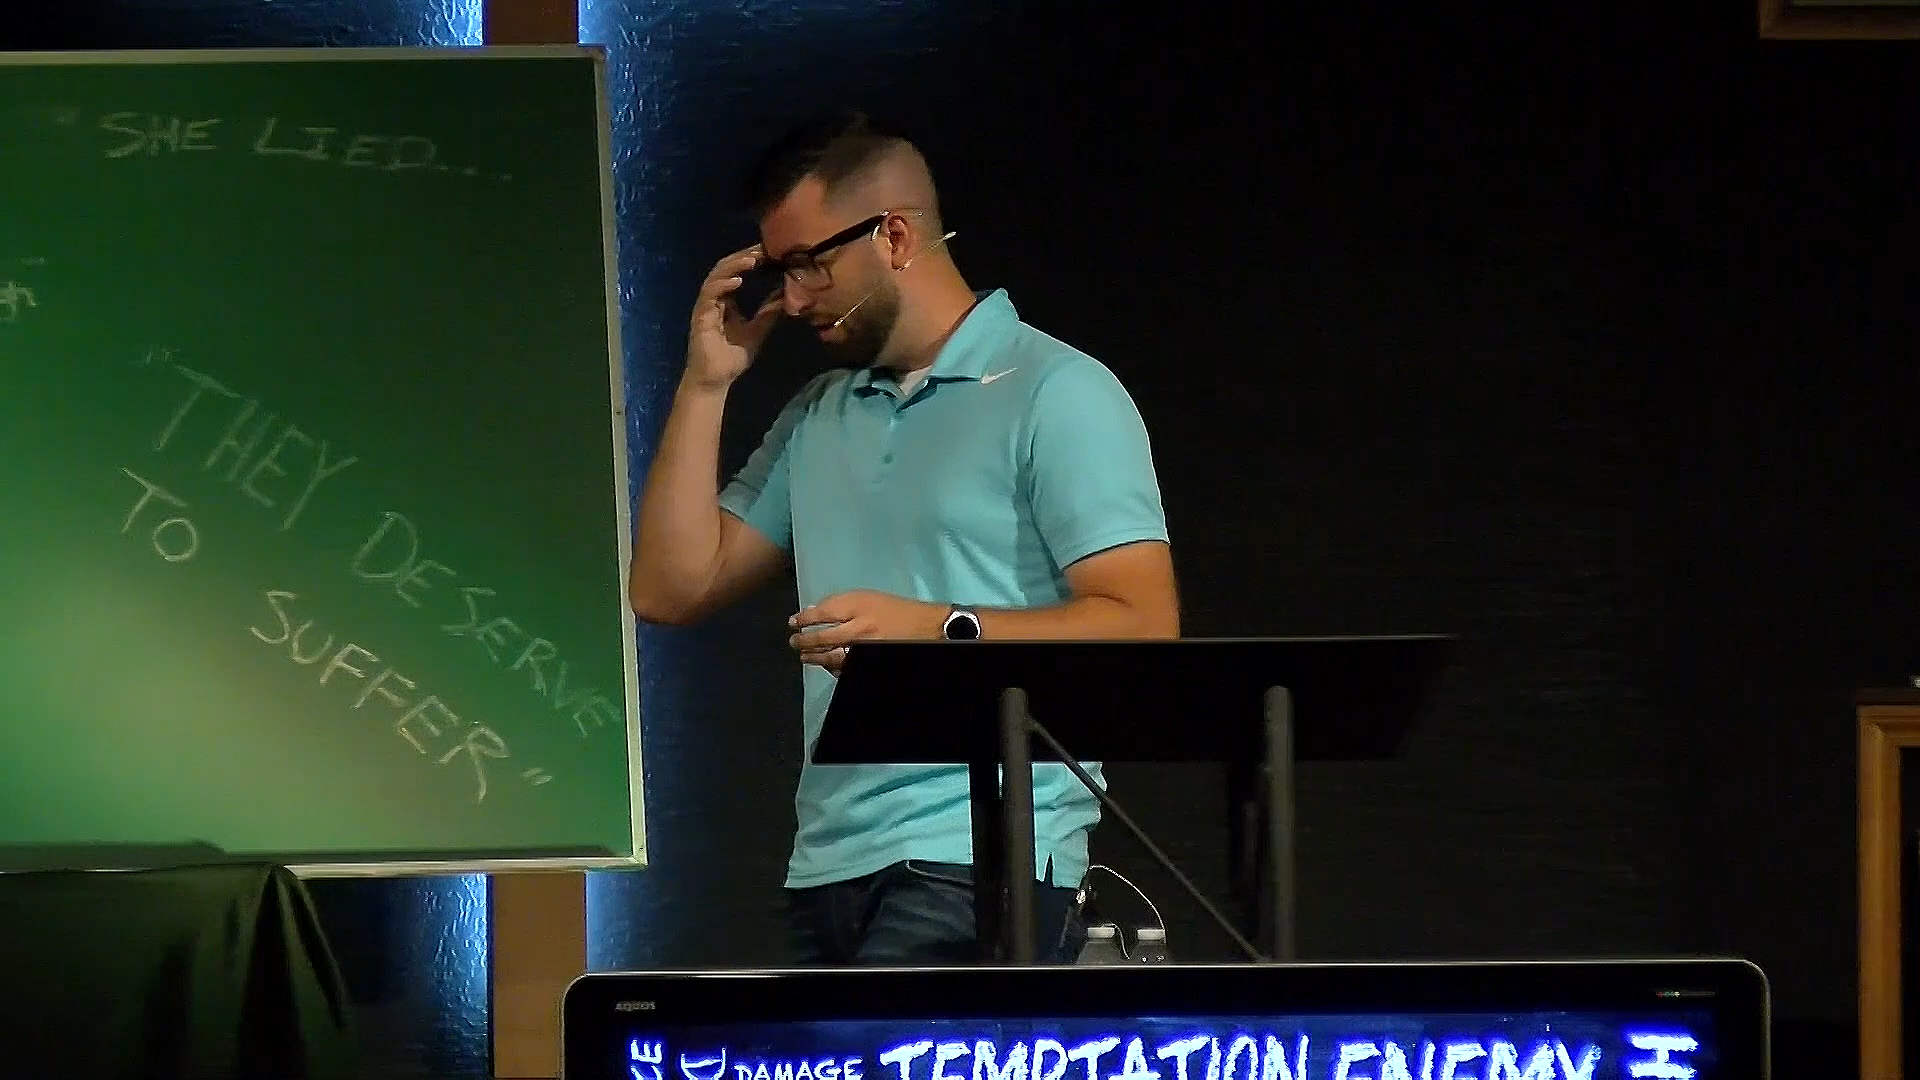 "SHE LIED....
"THEY DESERVE
TO SUFFER"
AQUOS
DAMAGE TEMPTATION ENEMY